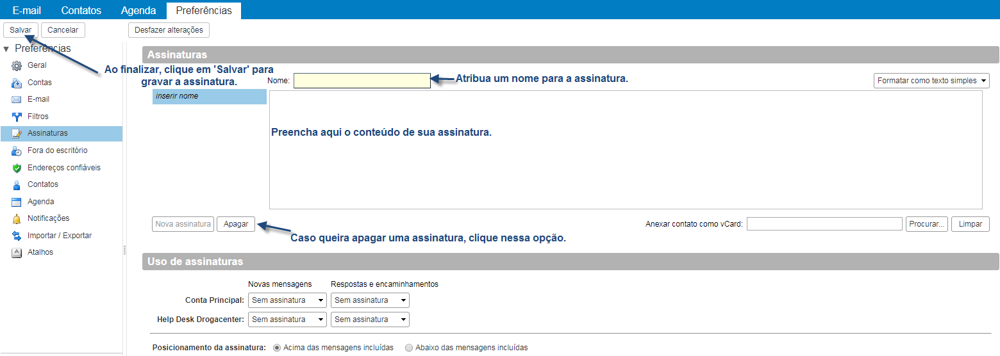 E-mail Contatos Agenda Preferências
Salvar Cancelar Desfazer alterações
Preferências
Geral
Contas
E-mail
Filtros
Assinaturas
Fora do escritório
Endereços confiáveis
Contatos
Agenda
Notificações
Importar / Exportar
Atalhos
Assinaturas
Ao finalizar, clique em 'Salvar' para
gravar a assinatura.
Nome:
Atribua um nome para a assinatura.
Formatar como texto simples
inserir nome
Preencha aqui o conteúdo de sua assinatura.
Nova assinatura Apagar
Anexar contato como vCard: Procurar... Limpar
Caso queira apagar uma assinatura, clique nessa opção.
Uso de assinaturas
Novas mensagens Respostas e encaminhamentos
Conta Principal: Sem assinatura Sem assinatura
Help Desk Drogacenter: Sem assinatura Sem assinatura
Posicionamento da assinatura: Acima das mensagens incluídas Abaixo das mensagens incluídas